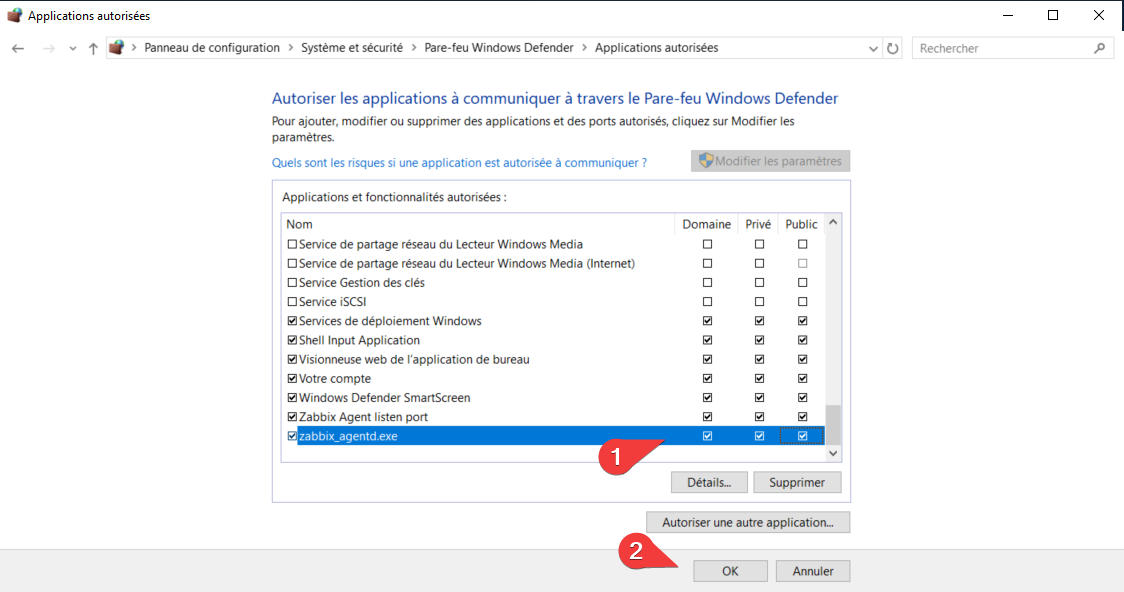 Applications autorisées
Panneau de configuration > Système et sécurité > Pare-feu Windows Defender > Applications autorisées
Rechercher
Autoriser les applications à communiquer à travers le Pare-feu Windows Defender
Pour ajouter, modifier ou supprimer des applications et des ports autorisés, cliquez sur Modifier les
paramètres.
Quels sont les risques si une application est autorisée à communiquer ?
Modifier les paramètres
Applications et fonctionnalités autorisées :
Nom Domaine Privé Public
Service de partage réseau du Lecteur Windows Media
Service de partage réseau du Lecteur Windows Media (Internet)
Service Gestion des clés
Service iSCSI
Services de déploiement Windows
Shell Input Application
Visionneuse web de l'application de bureau
Votre compte
Windows Defender SmartScreen
Zabbix Agent listen port
zabbix_agentd.exe
1
Détails... Supprimer
Autoriser une autre application...
2
OK Annuler